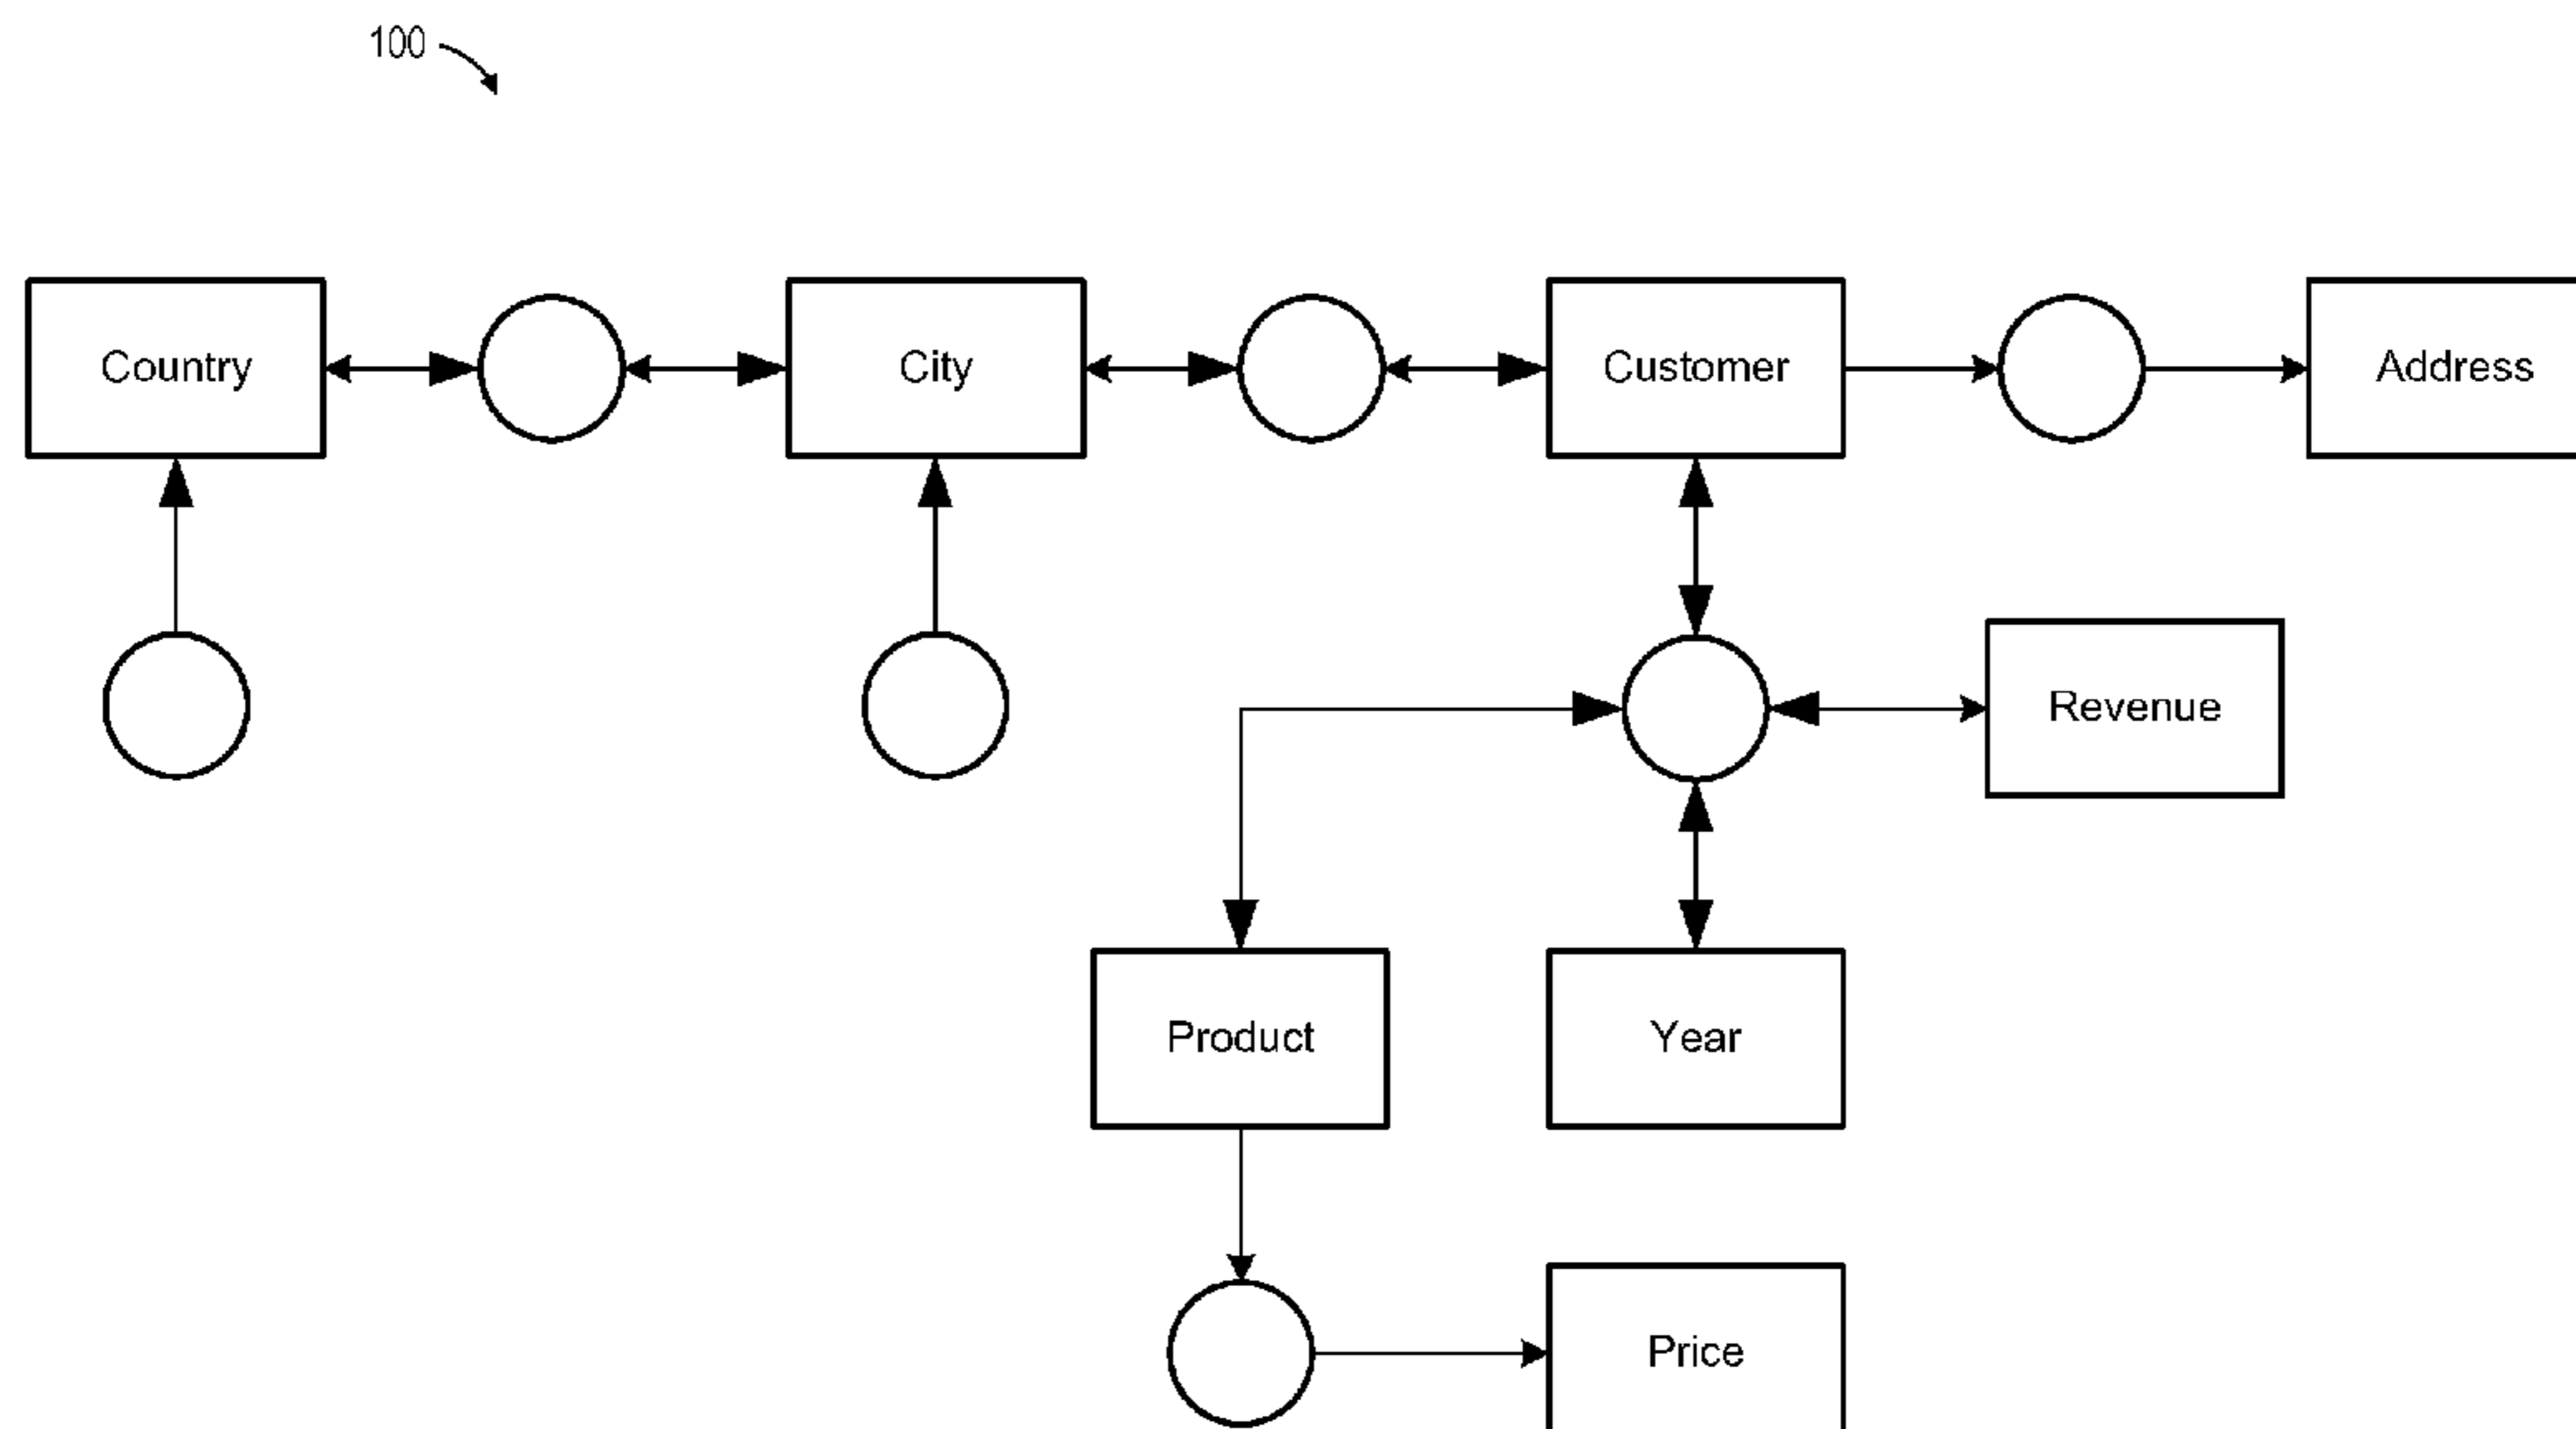 100
Country
City
Customer
Address
Revenue
Product
Year
Price